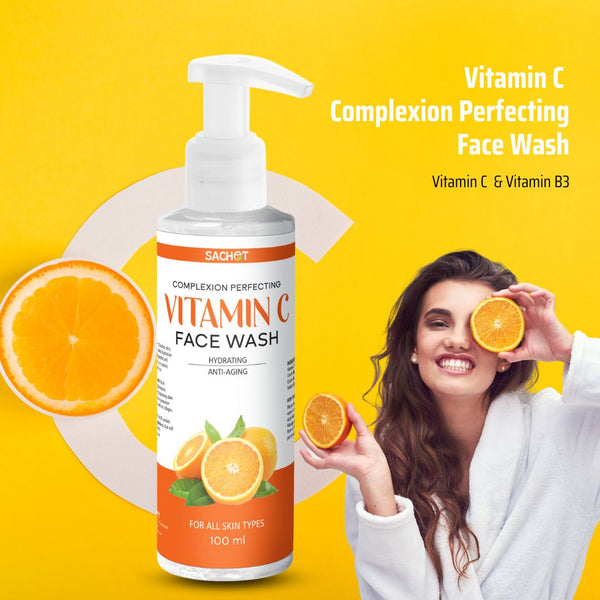 Vitamin C
Complexion Perfecting
Face Wash
Vitamin C & Vitamin B3
SACHET
COMPLEXION PERFECTING
VITAMIN C
FACE WASH
HYDRATING
ANTI-AGING
FOR ALL SKIN TYPES
100 ml